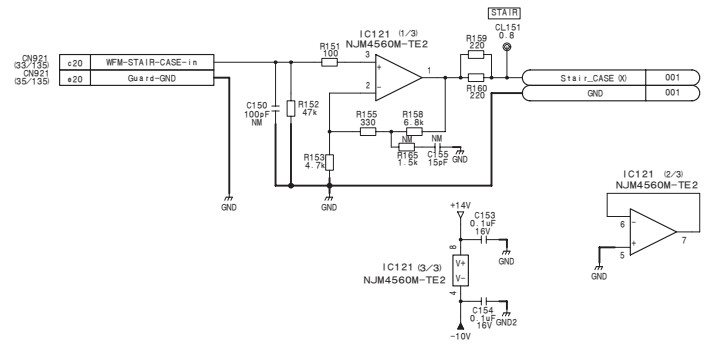 STAIR
IC121 (1/3)
NJM4560M-TE2
CL151
0.8
R159
220
R160
220
CN921
(33/135)
c20 WFM-STAIR-CASE-in
CN921
(35/135)
e20 Guard-GND
R151
100
3
+
2
-
1
Stair_CASE (X) 001
GND 001
C150
100pF
NM
R152
47k
R155
330
R158
6.8k
NM
R165
1.5k
NM
C155
15pF
GND
R153
4.7k
GND
GND
IC121 (2/3)
NJM4560M-TE2
6
-
+
5
7
GND
+14V
C153
0.1uF
16V
GND
8
V+
V-
4
IC121 (3/3)
NJM4560M-TE2
C154
0.1uF
16V
GND2
-10V